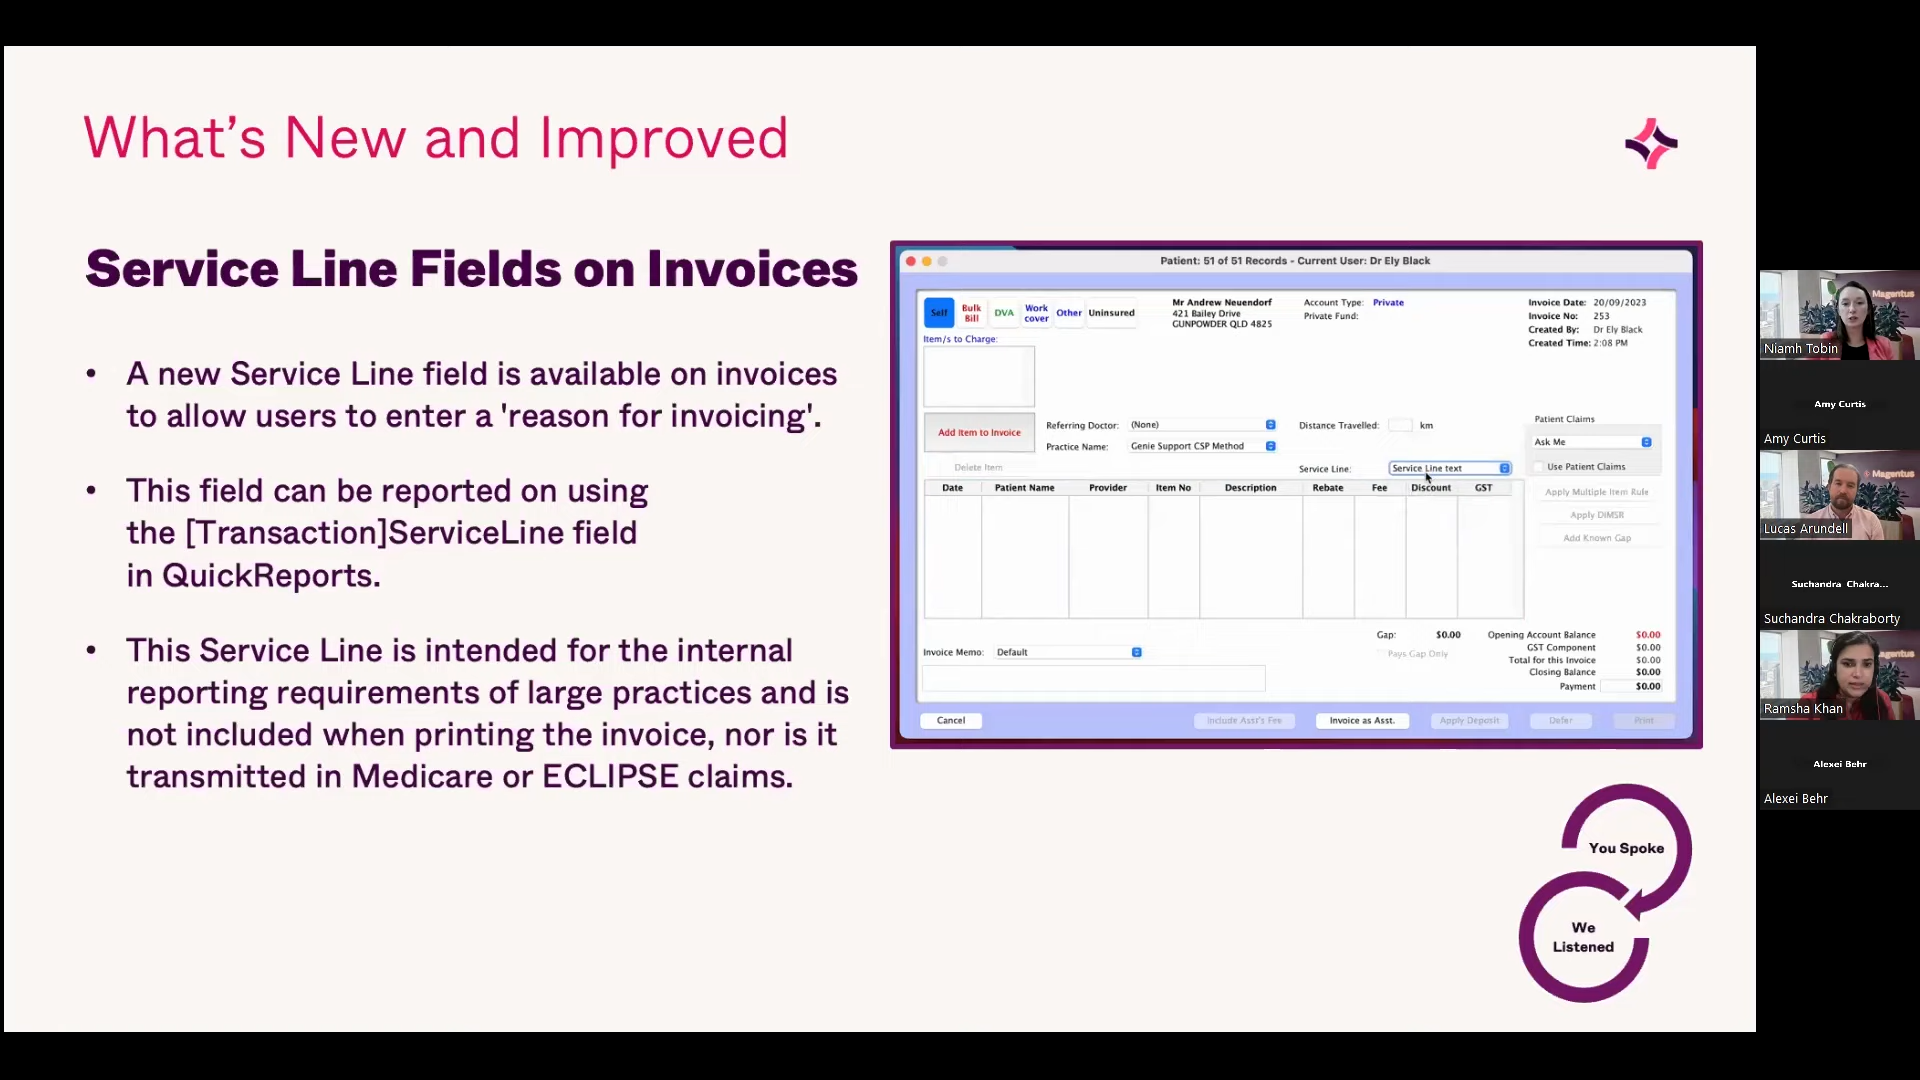 What's New and Improved
Service Line Fields on Invoices
• A new Service Line field is available on invoices
to allow users to enter a 'reason for invoicing'.
• This field can be reported on using
the [Transaction]ServiceLine field
in QuickReports.
• This Service Line is intended for the internal
reporting requirements of large practices and is
not included when printing the invoice, nor is it
transmitted in Medicare or ECLIPSE claims.
Patient: 51 of 51 Records - Current User: Dr Ely Black
Self
Bulk
Bill
DVA
Work
cover
Other
Uninsured
Mr Andrew Neuendorf
421 Bailey Drive
GUNPOWDER QLD 4825
Account Type: Private
Private Fund:
Invoice Date: 20/09/2023
Invoice No: 253
Created By: Dr Ely Black
Created Time: 2:08 PM
Item/s to Charge:
Add Item to Invoice
Delete Item
Referring Doctor: (None)
Practice Name: Genie Support CSP Method
Distance Travelled: km
Service Line: Service Line text
Patient Claims
Ask Me
Use Patient Claims
Apply Multiple Item Rule
Apply DiMSR
Add Known Gap
Date Patient Name Provider Item No Description Rebate Fee Discount GST
Gap: $0.00
Pays Gap Only
Opening Account Balance $0.00
GST Component $0.00
Total for this Invoice $0.00
Closing Balance $0.00
Payment $0.00
Invoice Memo: Default
Cancel
Include Asst's Fee
Invoice as Asst.
Apply Deposit
Defer
Print
You Spoke
We
Listened
Magentus
Niamh Tobin
Amy Curtis
Amy Curtis
Magentus
Lucas Arundell
Suchandra Chakra...
Suchandra Chakraborty
agentus
Ramsha Khan
Alexei Behr
Alexei Behr